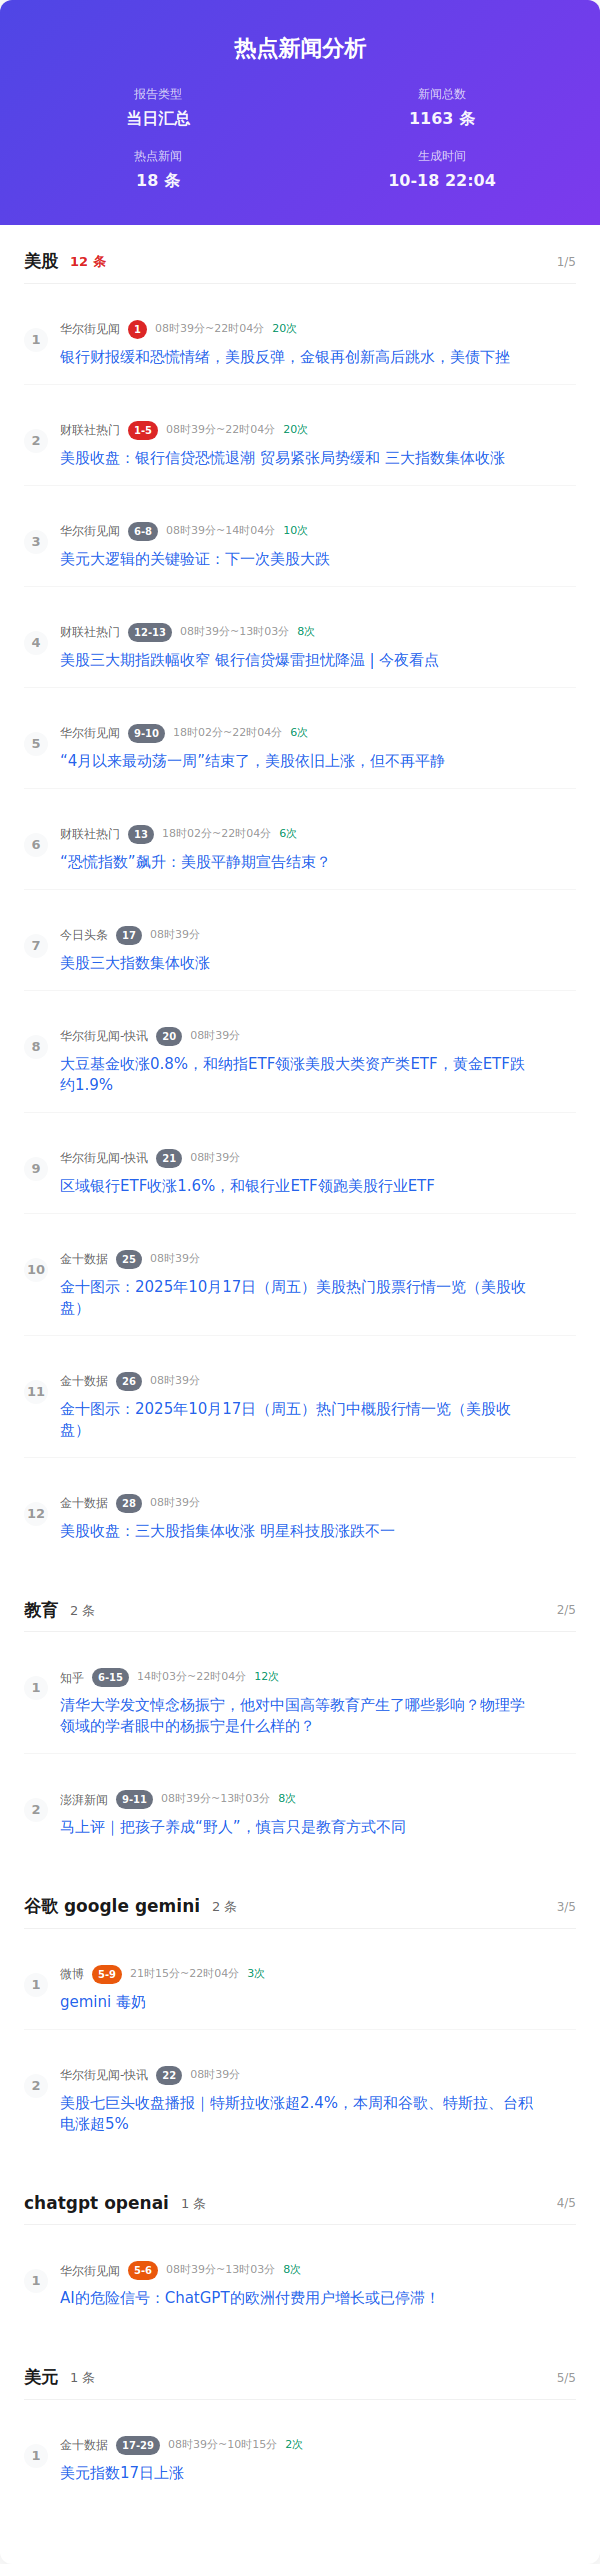 热点新闻分析
报告类型
新闻总数
当日汇总
1163 条
热点新闻
生成时间
18 条
10-18 22:04
美股 12 条 1/5
1 华尔街见闻 1 08时39分~22时04分 20次
银行财报缓和恐慌情绪，美股反弹，金银再创新高后跳水，美债下挫
2 财联社热门 1-5 08时39分~22时04分 20次
美股收盘：银行信贷恐慌退潮 贸易紧张局势缓和 三大指数集体收涨
3 华尔街见闻 6-8 08时39分~14时04分 10次
美元大逻辑的关键验证：下一次美股大跌
4 财联社热门 12-13 08时39分~13时03分 8次
美股三大期指跌幅收窄 银行信贷爆雷担忧降温 | 今夜看点
5 华尔街见闻 9-10 18时02分~22时04分 6次
“4月以来最动荡一周”结束了，美股依旧上涨，但不再平静
6 财联社热门 13 18时02分~22时04分 6次
“恐慌指数”飙升：美股平静期宣告结束？
7 今日头条 17 08时39分
美股三大指数集体收涨
8 华尔街见闻-快讯 20 08时39分
大豆基金收涨0.8%，和纳指ETF领涨美股大类资产类ETF，黄金ETF跌
约1.9%
9 华尔街见闻-快讯 21 08时39分
区域银行ETF收涨1.6%，和银行业ETF领跑美股行业ETF
10 金十数据 25 08时39分
金十图示：2025年10月17日（周五）美股热门股票行情一览（美股收
盘）
11 金十数据 26 08时39分
金十图示：2025年10月17日（周五）热门中概股行情一览（美股收
盘）
12 金十数据 28 08时39分
美股收盘：三大股指集体收涨 明星科技股涨跌不一
教育 2 条 2/5
1 知乎 6-15 14时03分~22时04分 12次
清华大学发文悼念杨振宁，他对中国高等教育产生了哪些影响？物理学
领域的学者眼中的杨振宁是什么样的？
2 澎湃新闻 9-11 08时39分~13时03分 8次
马上评｜把孩子养成“野人”，慎言只是教育方式不同
谷歌 google gemini 2 条 3/5
1 微博 5-9 21时15分~22时04分 3次
gemini 毒奶
2 华尔街见闻-快讯 22 08时39分
美股七巨头收盘播报｜特斯拉收涨超2.4%，本周和谷歌、特斯拉、台积
电涨超5%
chatgpt openai 1 条 4/5
1 华尔街见闻 5-6 08时39分~13时03分 8次
AI的危险信号：ChatGPT的欧洲付费用户增长或已停滞！
美元 1 条 5/5
1 金十数据 17-29 08时39分~10时15分 2次
美元指数17日上涨